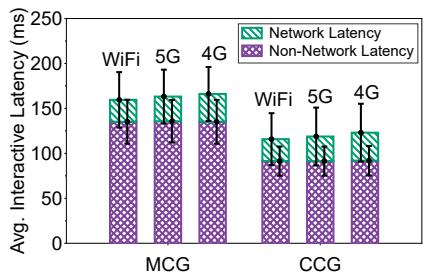 Avg. Interactive Latency (ms)
250
200
150
100
50
0
Network Latency
Non-Network Latency
WiFi
5G
4G
WiFi
5G
4G
MCG
CCG